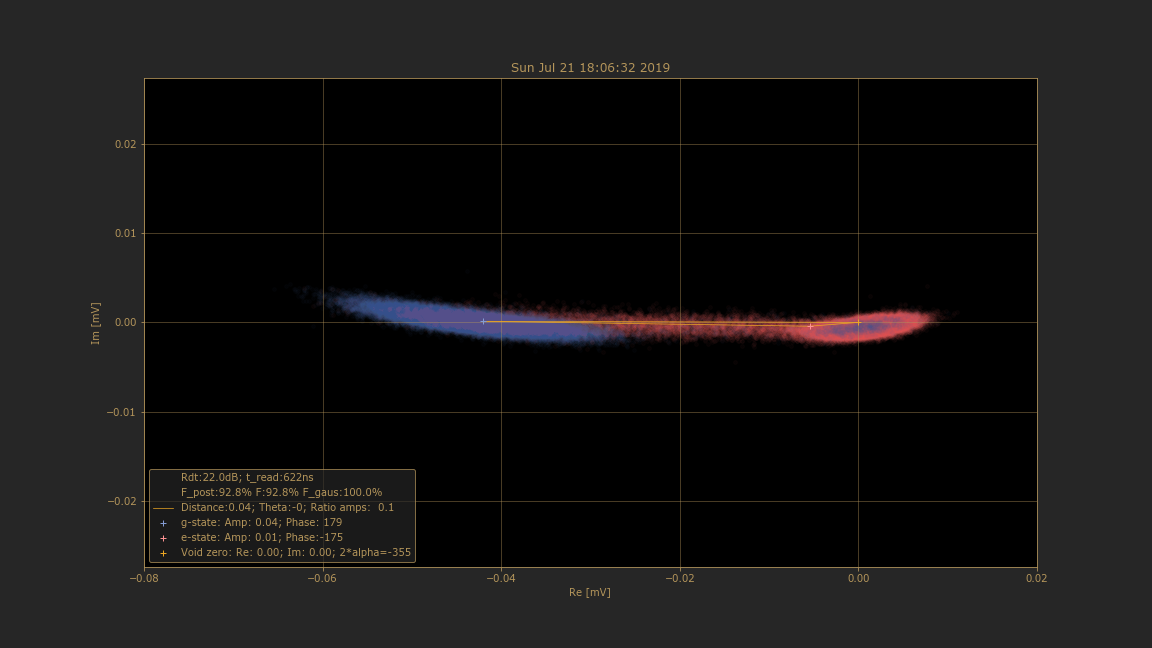 Sun Jul 21 18:06:32 2019
0.02
0.01
0.00
−0.01
−0.02
Im [mV]
Rdt:22.0dB; t_read:622ns
F_post:92.8% F:92.8% F_gaus:100.0%
Distance:0.04; Theta:-0; Ratio amps:  0.1
g-state: Amp: 0.04; Phase: 179
e-state: Amp: 0.01; Phase:-175
Void zero: Re: 0.00; Im: 0.00; 2*alpha=-355
−0.08 −0.06 −0.04 −0.02 0.00 0.02
Re [mV]